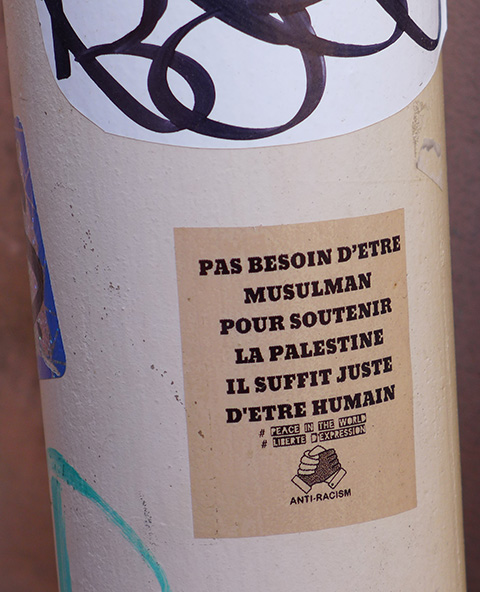 PAS BESOIN D'ETRE
MUSULMAN
POUR SOUTENIR
LA PALESTINE
IL SUFFIT JUSTE
D'ETRE HUMAIN
# PEACE IN THE WORLD
# LIBERTE D'EXPRESSION
ANTI-RACISM